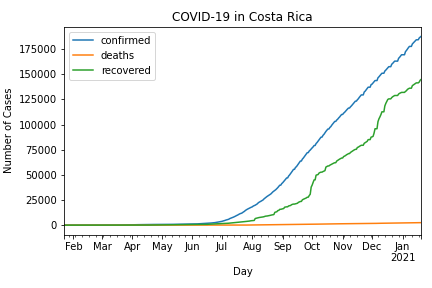 COVID-19 in Costa Rica
confirmed
deaths
recovered
175000
150000
125000
100000
75000
50000
25000
0
Number of Cases
Feb Mar Apr May Jun Jul Aug Sep Oct Nov Dec Jan
2021
Day